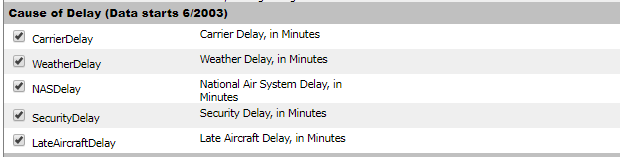 Cause of Delay (Data starts 6/2003)
CarrierDelay Carrier Delay, in Minutes
WeatherDelay Weather Delay, in Minutes
NASDelay National Air System Delay, in
Minutes
SecurityDelay Security Delay, in Minutes
LateAircraftDelay Late Aircraft Delay, in Minutes